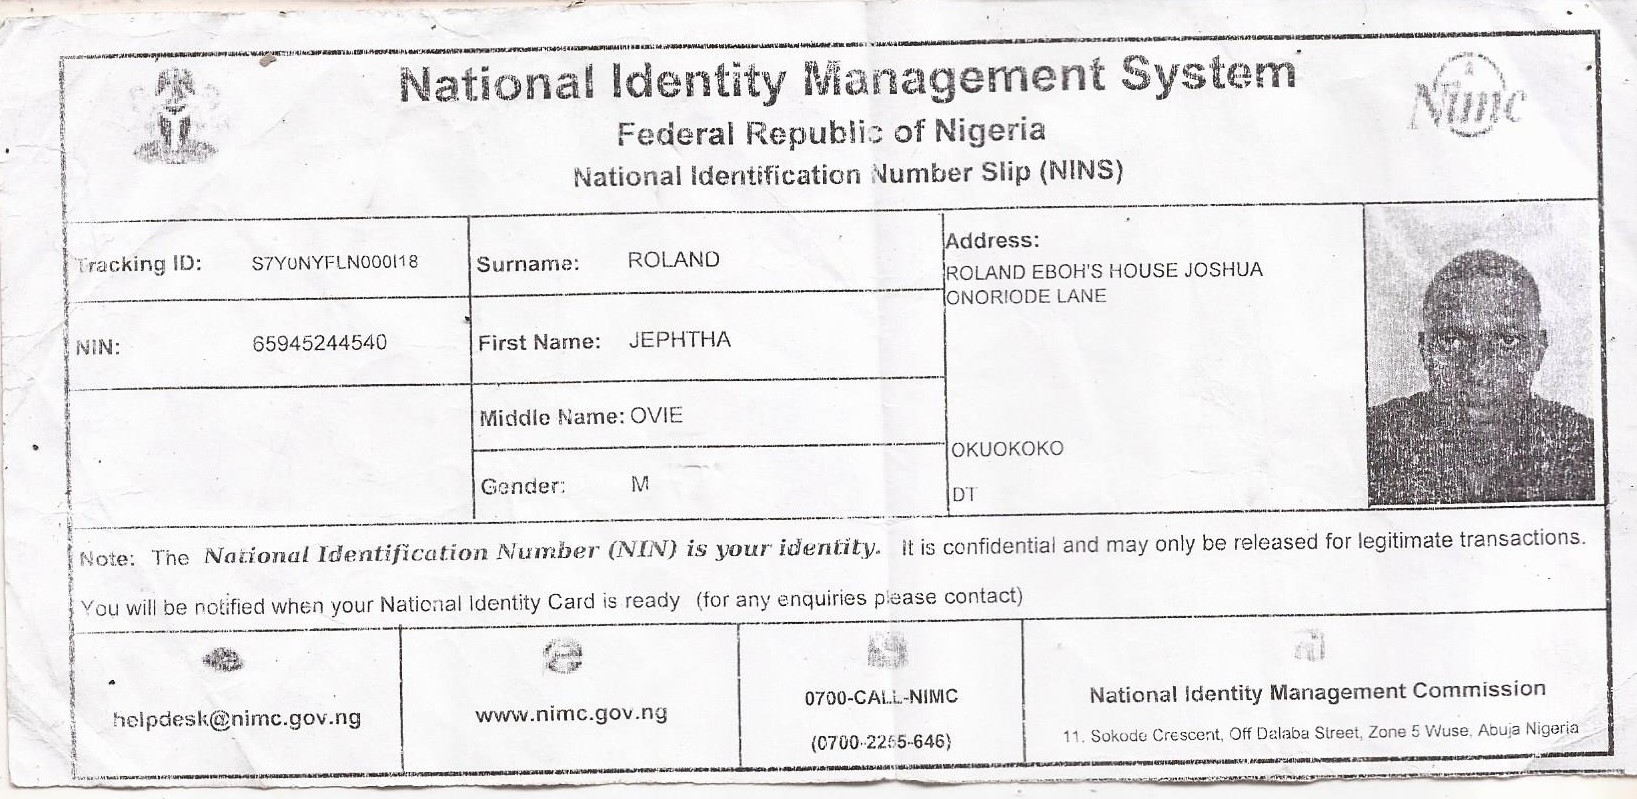 National Identity Management System
Federal Republic of Nigeria
National Identification Number Slip (NINS)
Nimc
Tracking ID: S7Y0NYFLN000I18
NIN: 65945244540
Surname: ROLAND
First Name: JEPHTHA
Middle Name: OVIE
Gender: M
Address:
ROLAND EBOH'S HOUSE JOSHUA
ONORIODE LANE
OKUOKOKO
DT
Note: The National Identification Number (NIN) is your identity. It is confidential and may only be released for legitimate transactions.
You will be notified when your National Identity Card is ready (for any enquiries please contact)
helpdesk@nimc.gov.ng
www.nimc.gov.ng
0700-CALL-NIMC
(0700-2255-646)
National Identity Management Commission
11, Sokode Crescent, Off Dalaba Street, Zone 5 Wuse, Abuja Nigeria